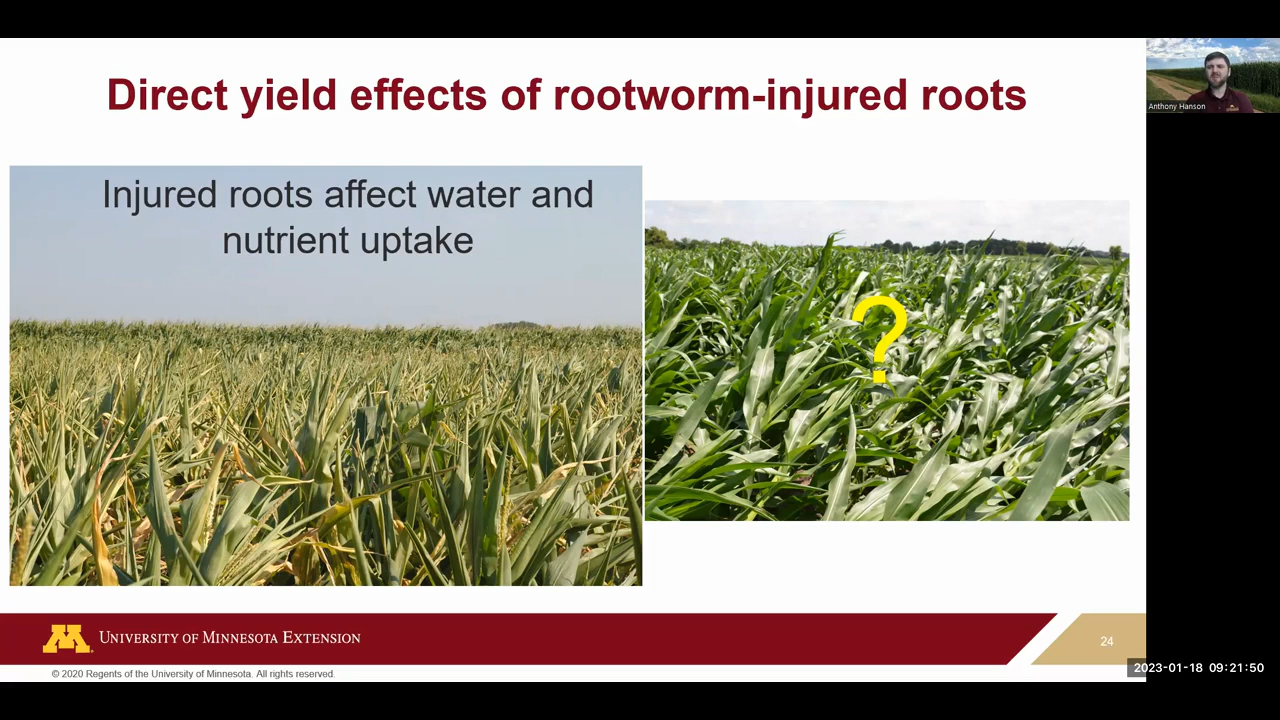 Direct yield effects of rootworm-injured roots
Anthony Hanson
Injured roots affect water and
nutrient uptake
?
M
UNIVERSITY OF MINNESOTA EXTENSION
24
2023-01-18 09:21:50
© 2020 Regents of the University of Minnesota. All rights reserved.